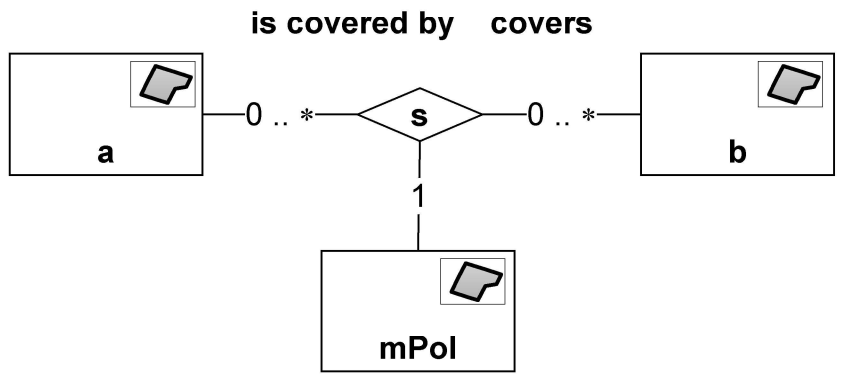 is covered by covers
0 .. * s 0 .. *
a b
1
mPol